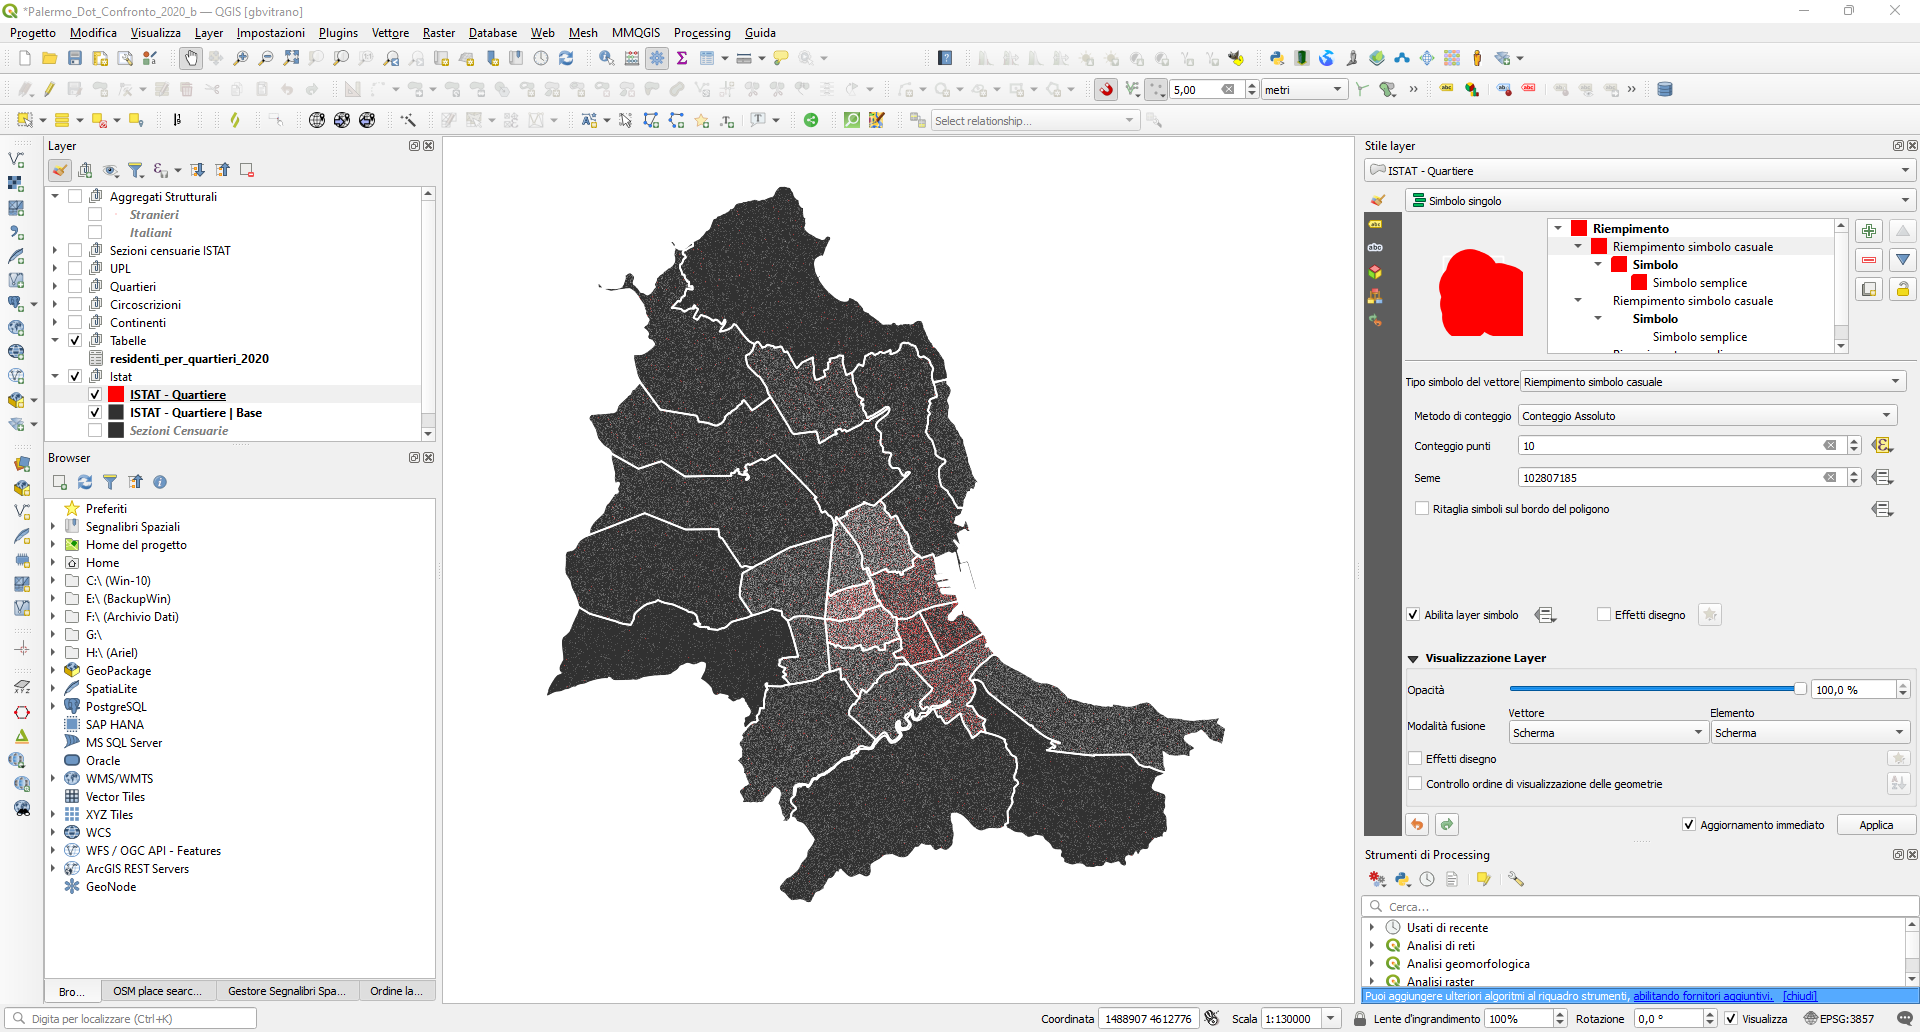 *Palermo_Dot_Confronto_2020_b — QGIS [gbvitrano]
Progetto Modifica Visualizza Layer Impostazioni Plugins Vettore Raster Database Web Mesh MMQGIS Processing Guida
5,00 metri
Select relationship...
Layer
Aggregati Strutturali
Stranieri
Italiani
Sezioni censuarie ISTAT
UPL
Quartieri
Circoscrizioni
Continenti
Tabelle
residenti_per_quartieri_2020
Istat
ISTAT - Quartiere
ISTAT - Quartiere | Base
Sezioni Censuarie
Browser
Preferiti
Segnalibri Spaziali
Home del progetto
Home
C:\ (Win-10)
E:\ (BackupWin)
F:\ (Archivio Dati)
G:\
H:\ (Ariel)
GeoPackage
SpatiaLite
PostgreSQL
SAP HANA
MS SQL Server
Oracle
WMS/WMTS
Vector Tiles
XYZ Tiles
WCS
WFS / OGC API - Features
ArcGIS REST Servers
GeoNode
Bro... OSM place searc... Gestore Segnalibri Spa... Ordine la...
Stile layer
ISTAT - Quartiere
Simbolo singolo
Riempimento
Riempimento simbolo casuale
Simbolo
Simbolo semplice
Riempimento simbolo casuale
Simbolo
Simbolo semplice
Tipo simbolo del vettore Riempimento simbolo casuale
Metodo di conteggio Conteggio Assoluto
Conteggio punti 10
Seme 102807185
Ritaglia simboli sul bordo del poligono
Abilita layer simbolo Effetti disegno
Visualizzazione Layer
Opacità 100,0 %
Vettore Elemento
Modalità fusione Scherma Scherma
Effetti disegno
Controllo ordine di visualizzazione delle geometrie
Aggiornamento immediato Applica
Strumenti di Processing
Cerca...
Usati di recente
Analisi di reti
Analisi geomorfologica
Analisi raster
Puoi aggiungere ulteriori algoritmi al riquadro strumenti, abilitando fornitori aggiuntivi. [chiudi]
Digita per localizzare (Ctrl+K) Coordinata 1488907 4612776 Scala 1:130000 Lente d'ingrandimento 100% Rotazione 0,0 ° Visualizza EPSG:3857